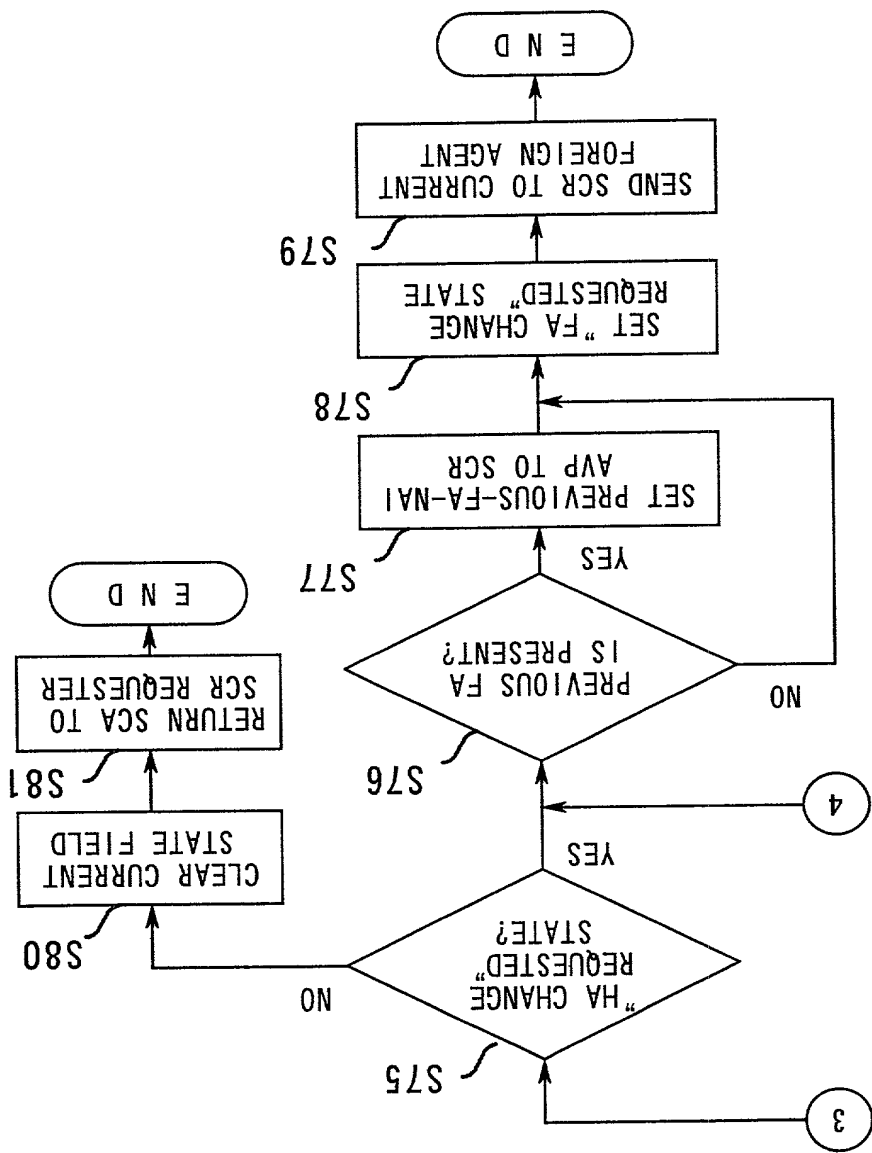 3
S75
"HA CHANGE
REQUESTED"
STATE?
NO
YES
4
S80
CLEAR CURRENT
STATE FIELD
S76
PREVIOUS FA
IS PRESENT?
NO
YES
S81
RETURN SCA TO
SCR REQUESTER
E N D
S77
SET PREVIOUS-FA-NAI
AVP TO SCR
S78
SET "FA CHANGE
REQUESTED" STATE
S79
SEND SCR TO CURRENT
FOREIGN AGENT
E N D